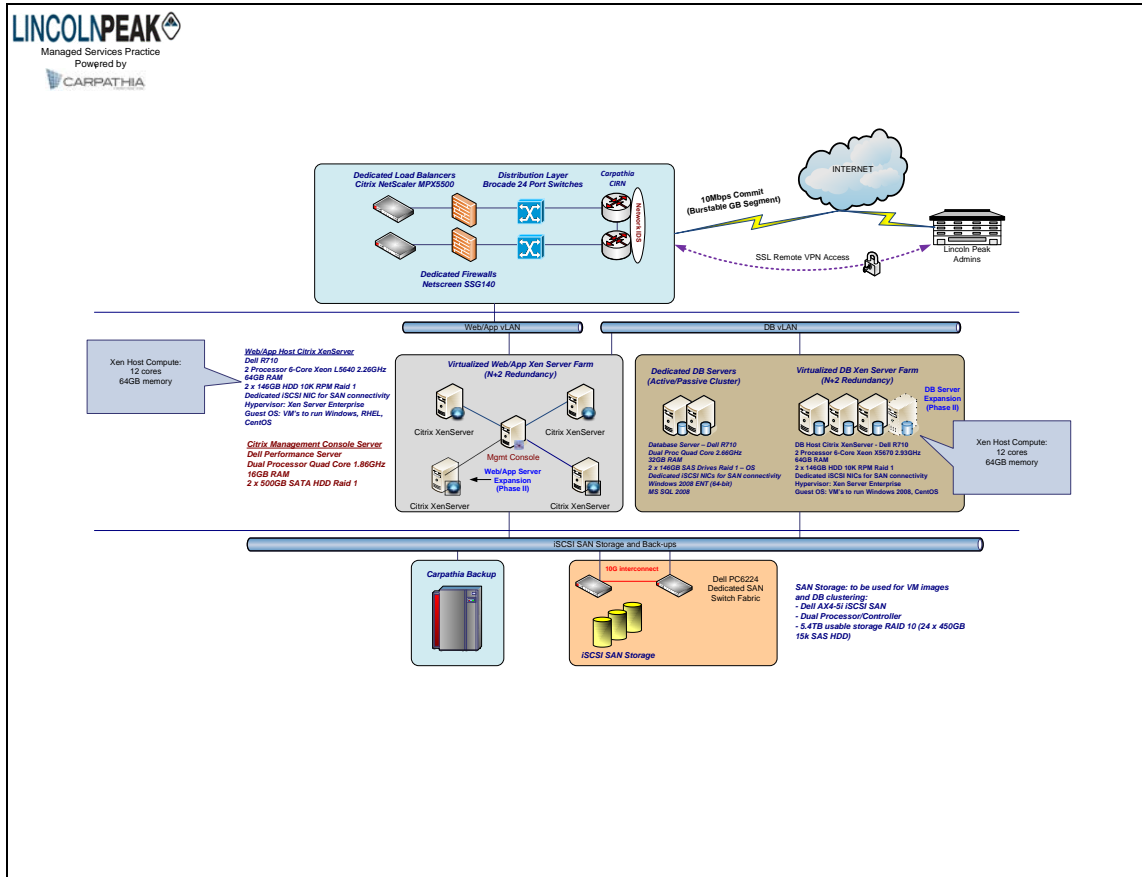 LINCOLNPEAK
Managed Services Practice
Powered by
CARPATHIA
Dedicated Load Balancers
Citrix NetScaler MPX5500
Distribution Layer
Brocade 24 Port Switches
Carpathia
CIRN
Network IDS
Dedicated Firewalls
Netscreen SSG140
INTERNET
10Mbps Commit
(Burstable GB Segment)
SSL Remote VPN Access
Lincoln Peak
Admins
Web/App vLAN
DB vLAN
Xen Host Compute:
12 cores
64GB memory
Web/App Host Citrix XenServer
Dell R710
2 Processor 6-Core Xeon L5640 2.26GHz
64GB RAM
2 x 146GB HDD 10K RPM Raid 1
Dedicated iSCSI NIC for SAN connectivity
Hypervisor: Xen Server Enterprise
Guest OS: VM's to run Windows, RHEL,
CentOS
Citrix Management Console Server
Dell Performance Server
Dual Processor Quad Core 1.86GHz
16GB RAM
2 x 500GB SATA HDD Raid 1
Virtualized Web/App Xen Server Farm
(N+2 Redundancy)
Citrix XenServer
Citrix XenServer
Mgmt Console
Web/App Server
Expansion
(Phase II)
Citrix XenServer
Citrix XenServer
Dedicated DB Servers
(Active/Passive Cluster)
Database Server – Dell R710
Dual Proc Quad Core 2.66GHz
32GB RAM
2 x 146GB SAS Drives Raid 1 – OS
Dedicated iSCSI NICs for SAN connectivity
Windows 2008 ENT (64-bit)
MS SQL 2008
Virtualized DB Xen Server Farm
(N+2 Redundancy)
DB Server
Expansion
(Phase II)
DB Host Citrix XenServer - Dell R710
2 Processor 6-Core Xeon X5670 2.93GHz
64GB RAM
2 x 146GB HDD 10K RPM Raid 1
Dedicated iSCSI NICs for SAN connectivity
Hypervisor: Xen Server Enterprise
Guest OS: VM's to run Windows 2008, CentOS
Xen Host Compute:
12 cores
64GB memory
iSCSI SAN Storage and Back-ups
Carpathia Backup
10G interconnect
Dell PC6224
Dedicated SAN
Switch Fabric
iSCSI SAN Storage
SAN Storage: to be used for VM images
and DB clustering:
- Dell AX4-5i iSCSI SAN
- Dual Processor/Controller
- 5.4TB usable storage RAID 10 (24 x 450GB
15k SAS HDD)